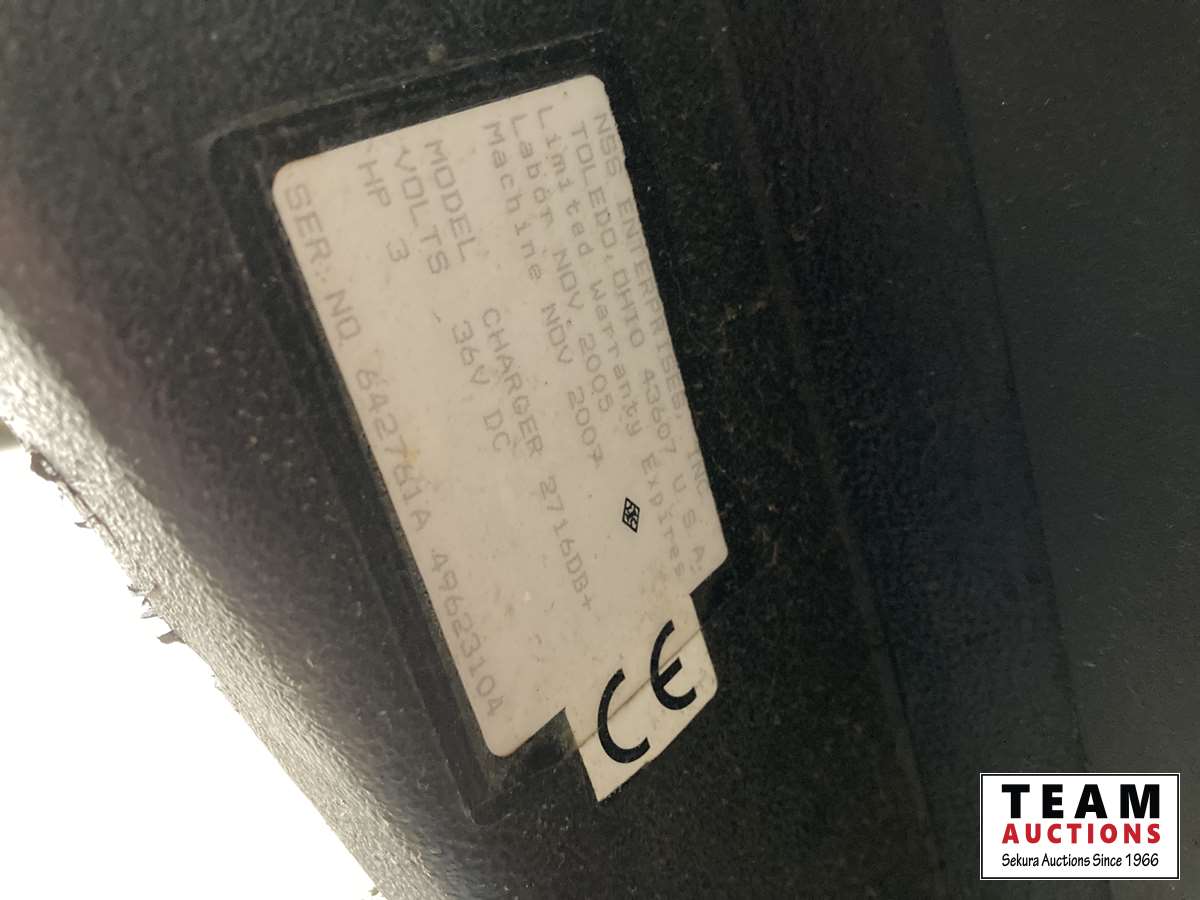 NSS ENTERPRISES, INC.
TOLEDO, OHIO 43607 U.S.A.
Limited Warranty Expires:
Labor NOV. 2005
Machine NOV 2007
MODEL CHARGER 2716DB+
VOLTS 36V DC
HP 3
SER. NO 642781A 49623104
CE
TEAM
AUCTIONS
Sekura Auctions Since 1966